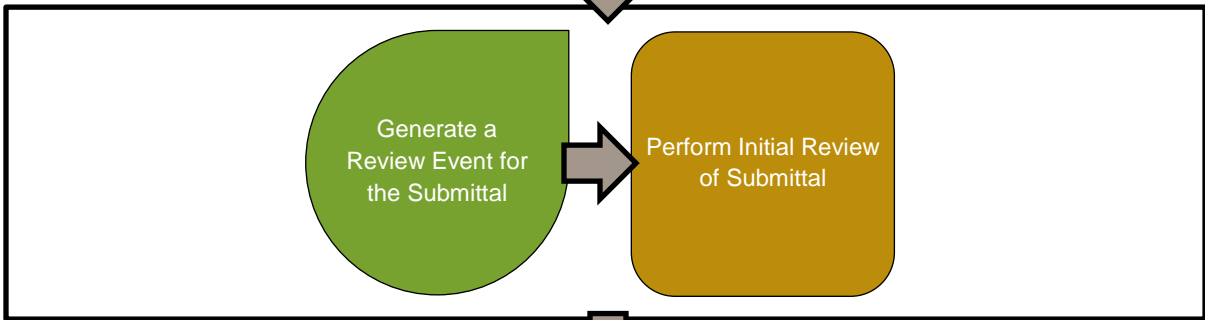 Generate a
Review Event for
the Submittal
Perform Initial Review
of Submittal